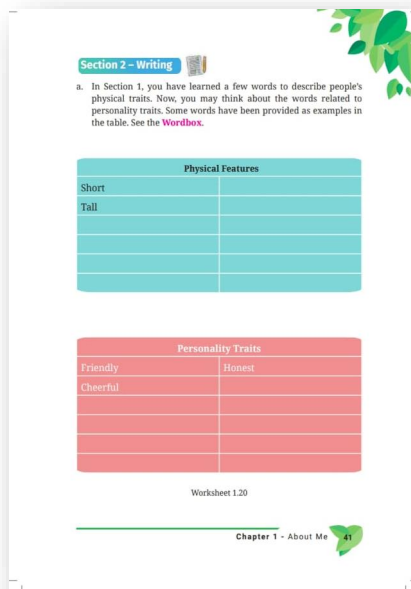 Section 2 – Writing
a. In Section 1, you have learned a few words to describe people's
physical traits. Now, you may think about the words related to
personality traits. Some words have been provided as examples in
the table. See the Wordbox.
Physical Features
Short
Tall
Personality Traits
Friendly Honest
Cheerful
Worksheet 1.20
Chapter 1 - About Me 41